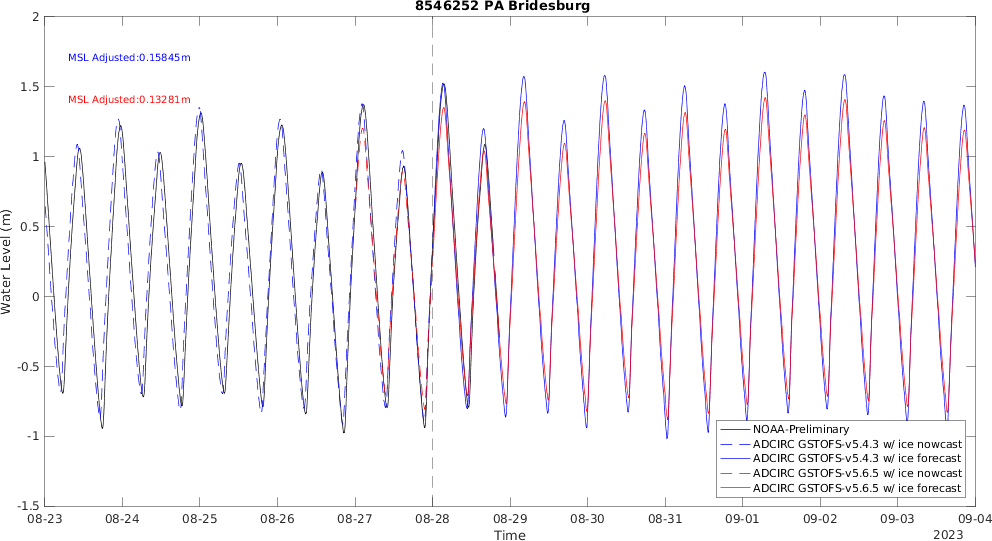 8546252 PA Bridesburg
MSL Adjusted:0.15845m
MSL Adjusted:0.13281m
Water Level (m)
2
1.5
1
0.5
0
-0.5
-1
-1.5
NOAA-Preliminary
ADCIRC GSTOFS-v5.4.3 w/ ice nowcast
ADCIRC GSTOFS-v5.4.3 w/ ice forecast
ADCIRC GSTOFS-v5.6.5 w/ ice nowcast
ADCIRC GSTOFS-v5.6.5 w/ ice forecast
08-23 08-24 08-25 08-26 08-27 08-28 08-29 08-30 08-31 09-01 09-02 09-03 09-04
Time
2023